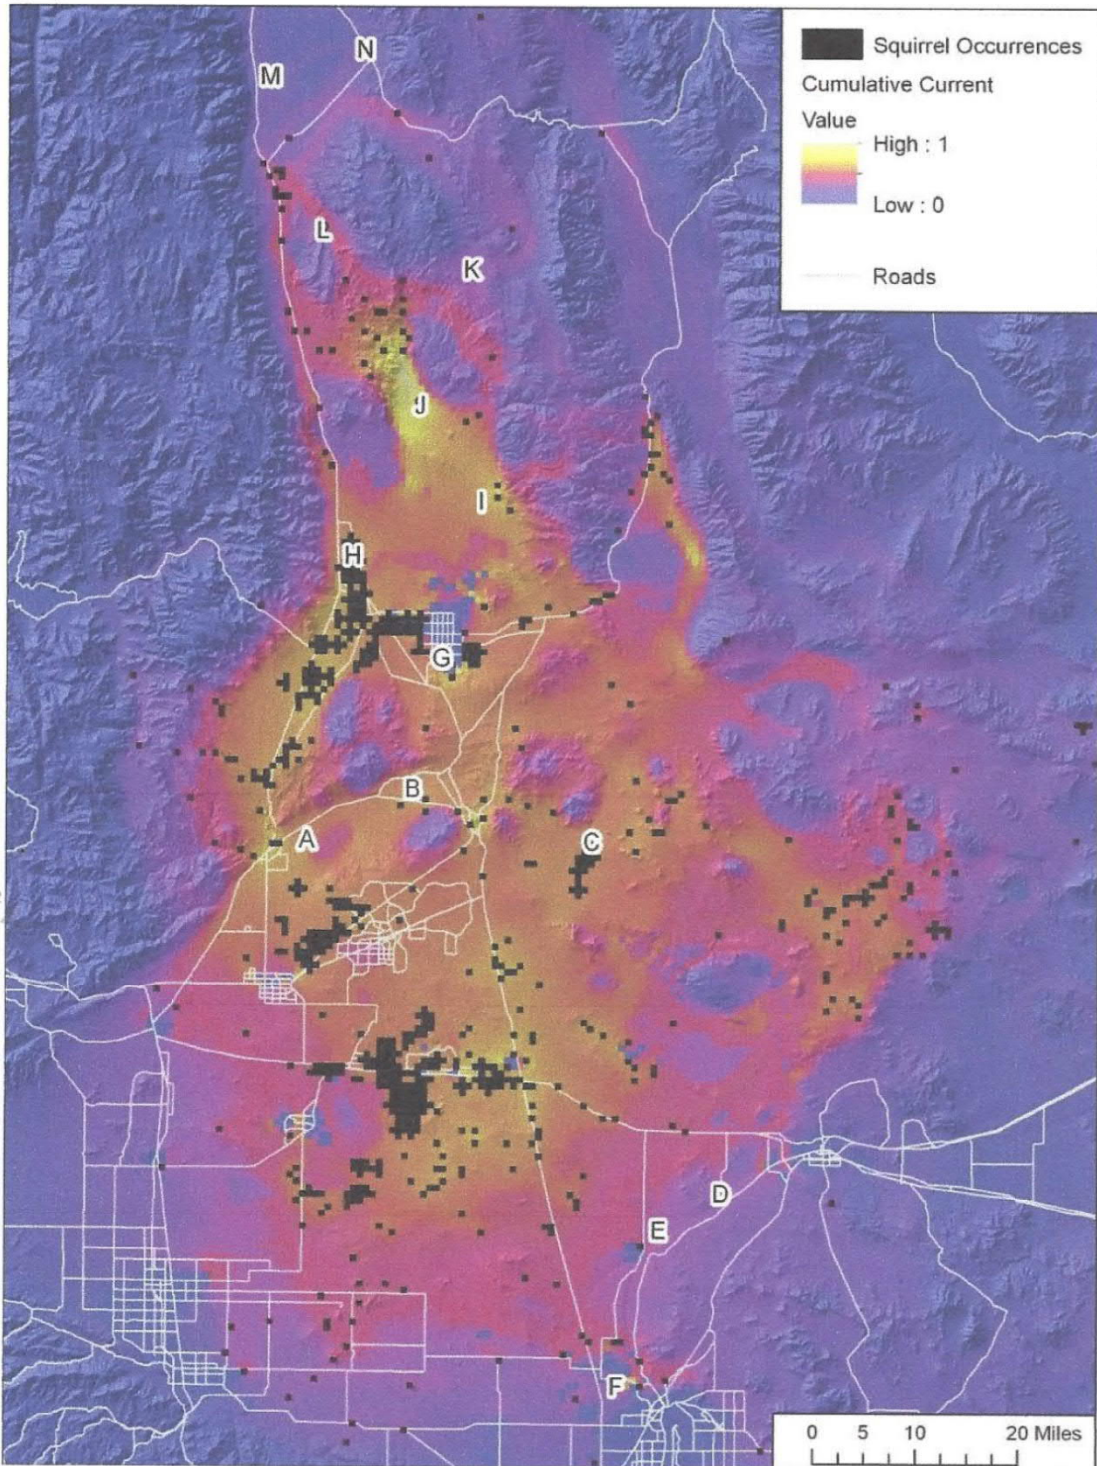 Squirrel Occurrences
Cumulative Current
Value
High : 1
Low : 0
Roads
N
M
L
K
J
I
H
G
B
A
C
D
E
F
0 5 10 20 Miles